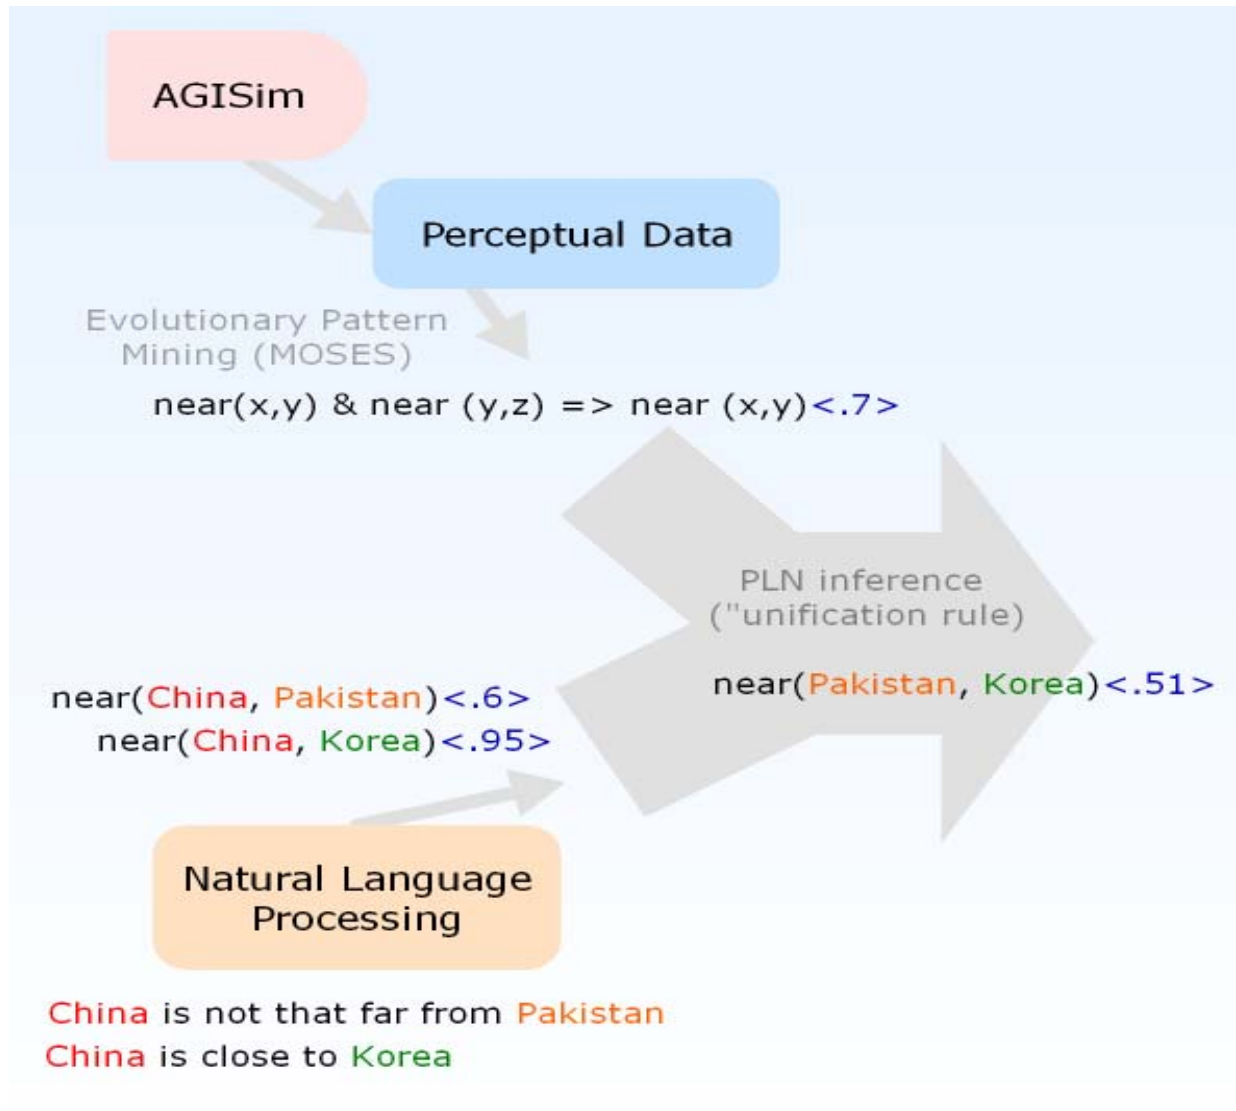 AGISim
Perceptual Data
Evolutionary Pattern
Mining (MOSES)
near(x,y) & near (y,z) => near (x,y)<.7>
PLN inference
("unification rule)
near(China, Pakistan)<.6>
near(China, Korea)<.95>
near(Pakistan, Korea)<.51>
Natural Language
Processing
China is not that far from Pakistan
China is close to Korea